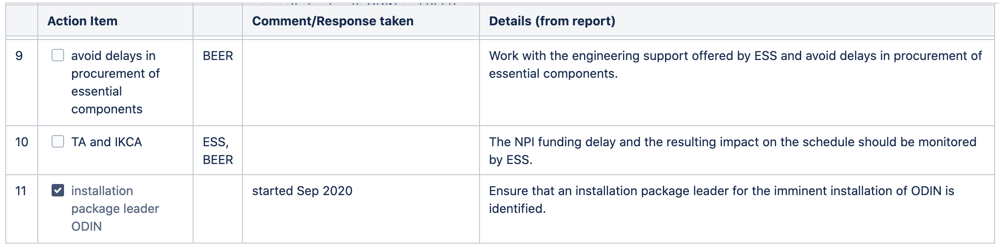 Action Item Comment/Response taken Details (from report)
9 avoid delays in BEER Work with the engineering support offered by ESS and avoid delays in procurement of
procurement of essential components.
essential
components
10 TA and IKCA ESS, The NPI funding delay and the resulting impact on the schedule should be monitored
BEER by ESS.
11 installation started Sep 2020 Ensure that an installation package leader for the imminent installation of ODIN is
package leader identified.
ODIN